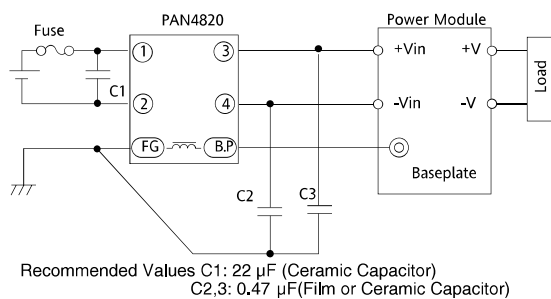 PAN4820
Power Module
Fuse
1
3
+Vin
+V
C1
Load
2
4
-Vin
-V
FG
B.P
Baseplate
C2
C3
Recommended Values C1: 22 µF (Ceramic Capacitor)
C2,3: 0.47 µF(Film or Ceramic Capacitor)